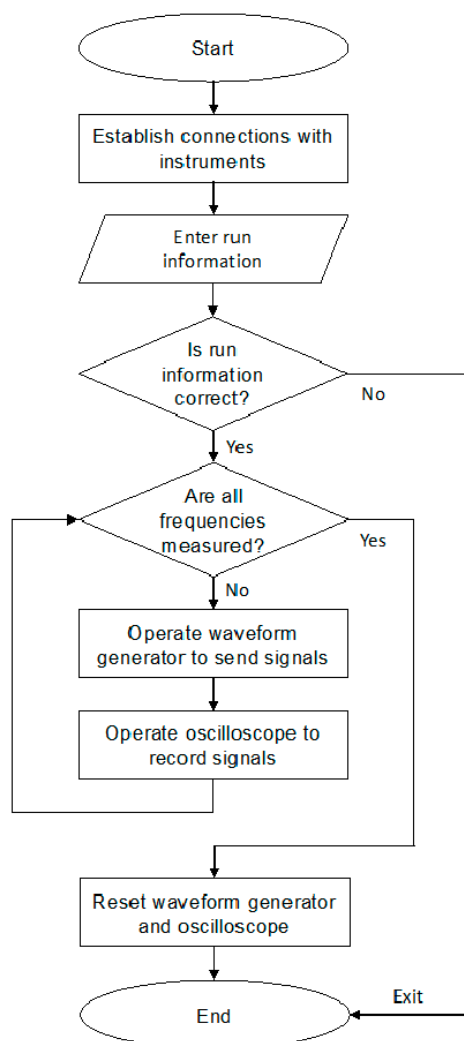 Start
Establish connections with
instruments
Enter run
information
Is run
information
correct?
No
Yes
Are all
frequencies
measured?
Yes
No
Operate waveform
generator to send signals
Operate oscilloscope to
record signals
Reset waveform generator
and oscilloscope
Exit
End